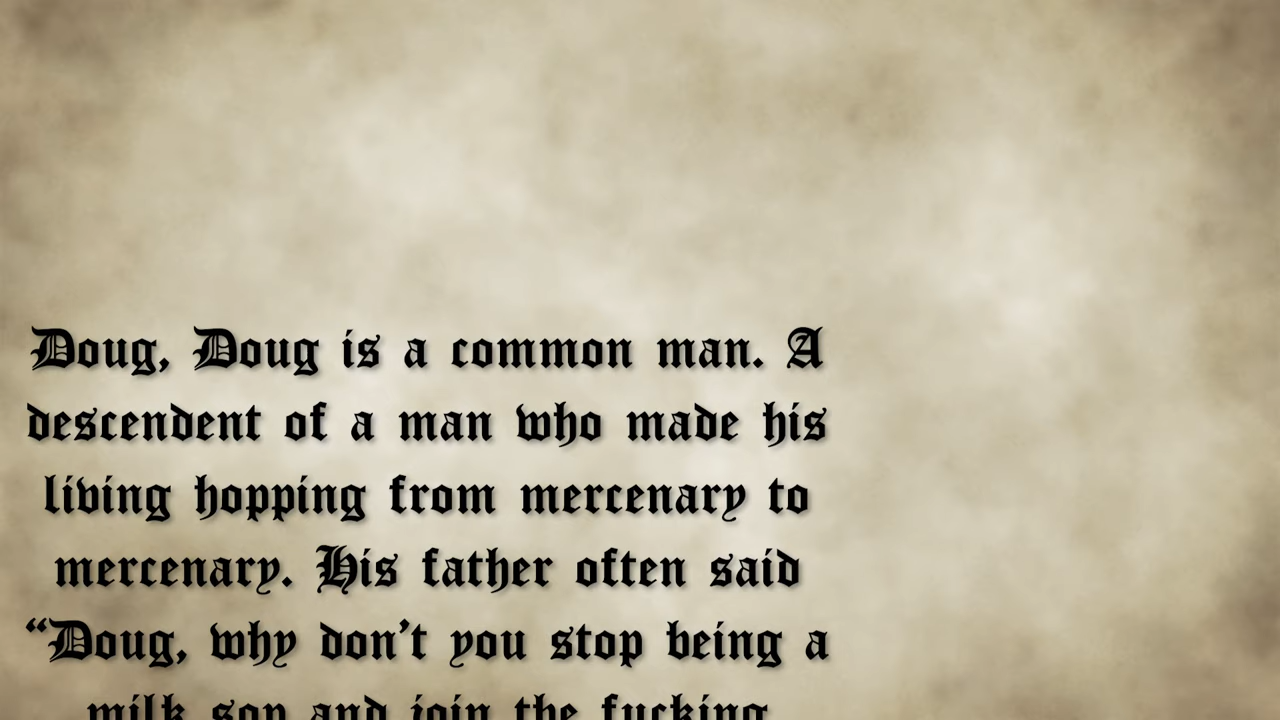 Doug, Doug is a common man. A
descendent of a man who made his
living hopping from mercenary to
mercenary. His father often said
“Doug, why don’t you stop being a
milk sop and join the fucking